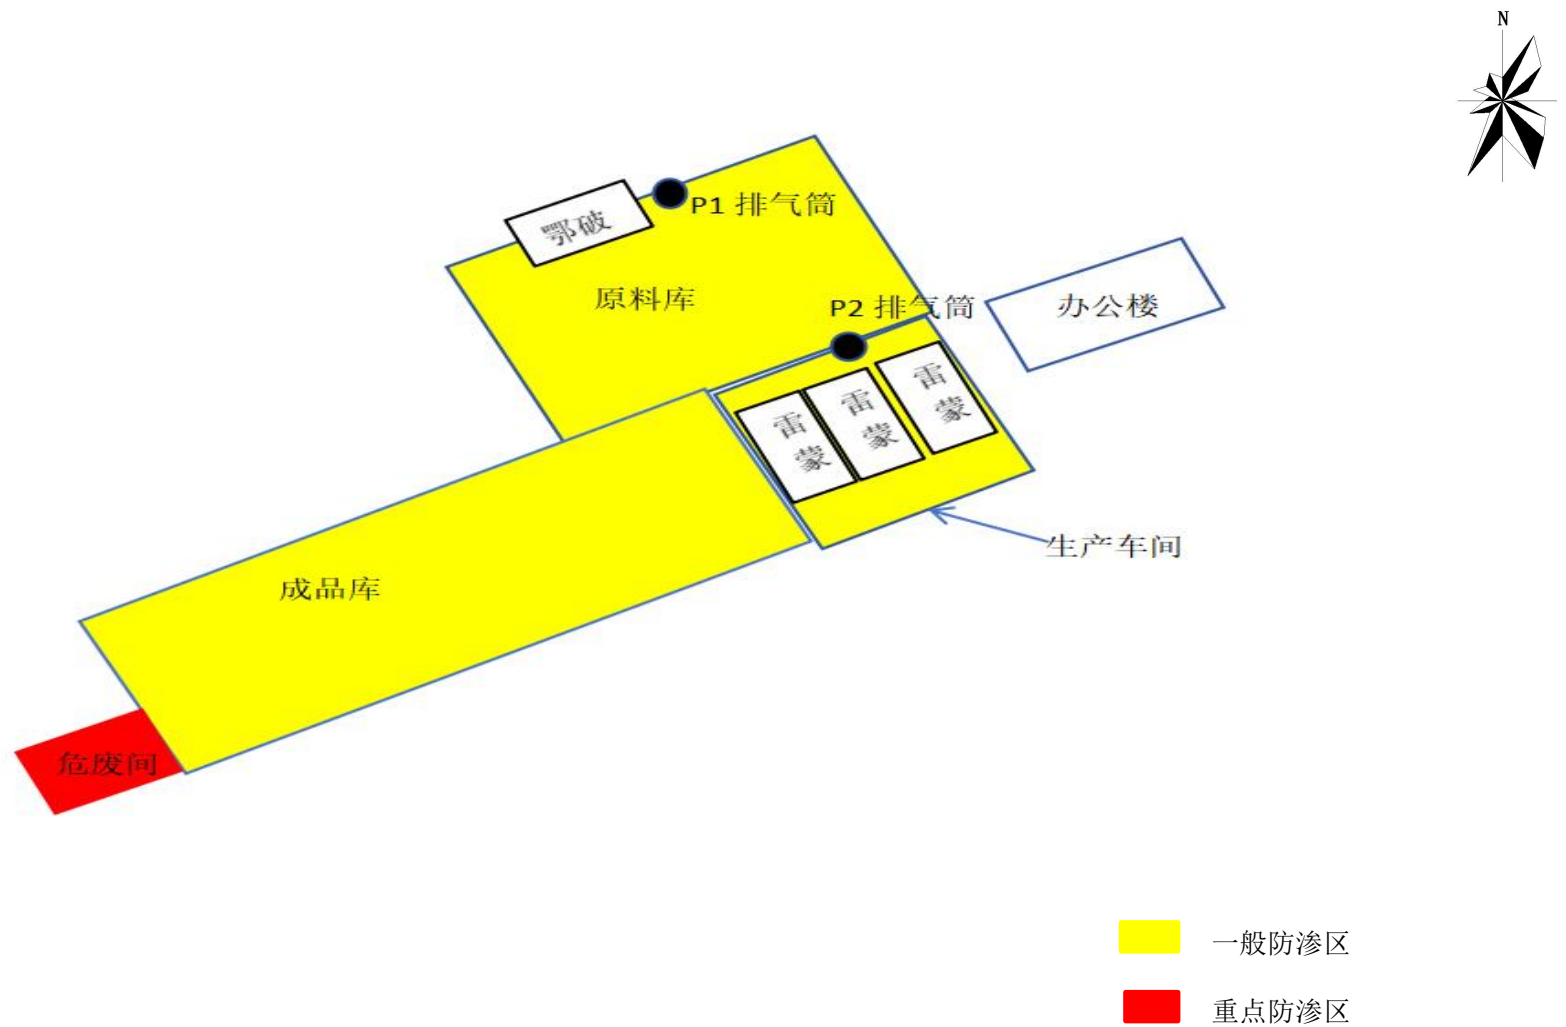 N
鄂破
P1 排气筒
原料库
P2 排气筒
办公楼
雷蒙
雷蒙
雷蒙
生产车间
成品库
危废间
一般防渗区
重点防渗区